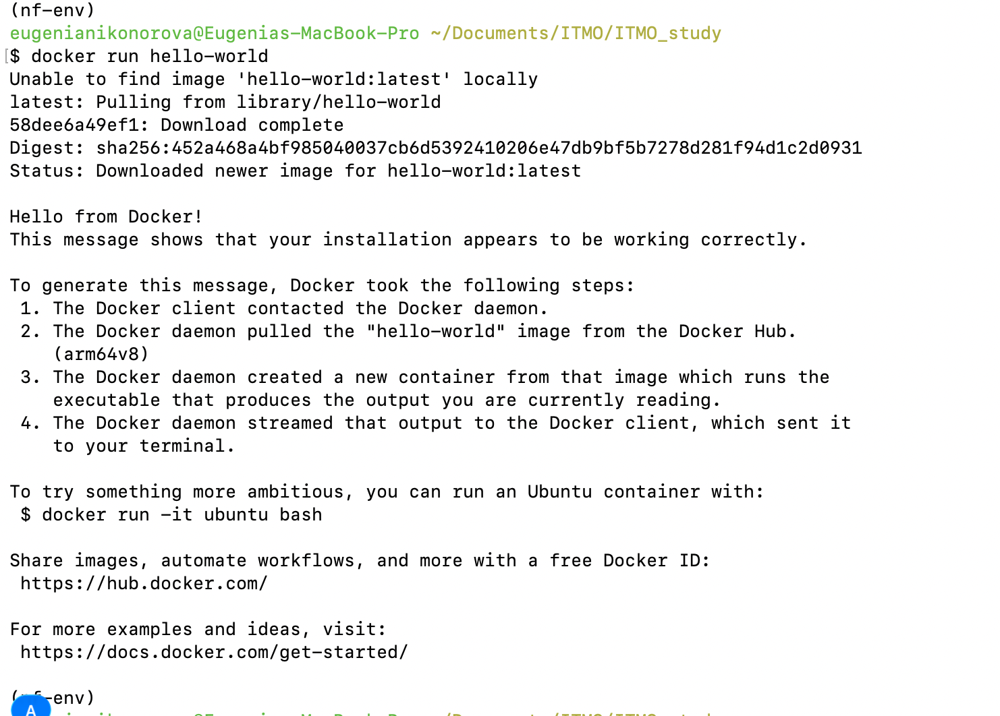 (nf-env)
eugenianikonorova@Eugenias-MacBook-Pro ~/Documents/ITMO/ITMO_study
[$ docker run hello-world
Unable to find image 'hello-world:latest' locally
latest: Pulling from library/hello-world
58dee6a49ef1: Download complete
Digest: sha256:452a468a4bf985040037cb6d5392410206e47db9bf5b7278d281f94d1c2d0931
Status: Downloaded newer image for hello-world:latest

Hello from Docker!
This message shows that your installation appears to be working correctly.

To generate this message, Docker took the following steps:
 1. The Docker client contacted the Docker daemon.
 2. The Docker daemon pulled the "hello-world" image from the Docker Hub.
    (arm64v8)
 3. The Docker daemon created a new container from that image which runs the
    executable that produces the output you are currently reading.
 4. The Docker daemon streamed that output to the Docker client, which sent it
    to your terminal.

To try something more ambitious, you can run an Ubuntu container with:
 $ docker run -it ubuntu bash

Share images, automate workflows, and more with a free Docker ID:
 https://hub.docker.com/

For more examples and ideas, visit:
 https://docs.docker.com/get-started/

(nf-env)
A